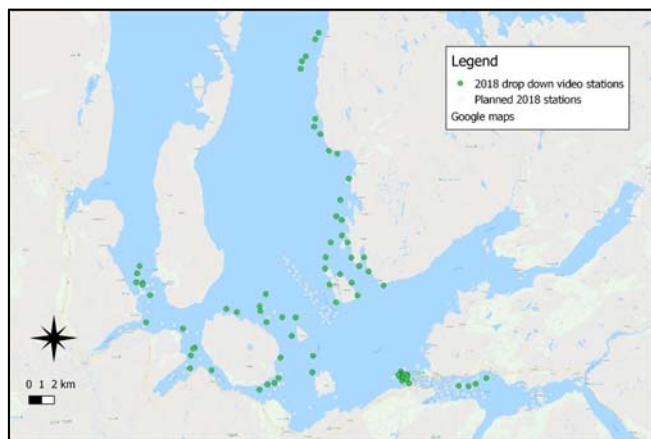 Legend
2018 drop down video stations
Planned 2018 stations
Google maps
0 1 2 km